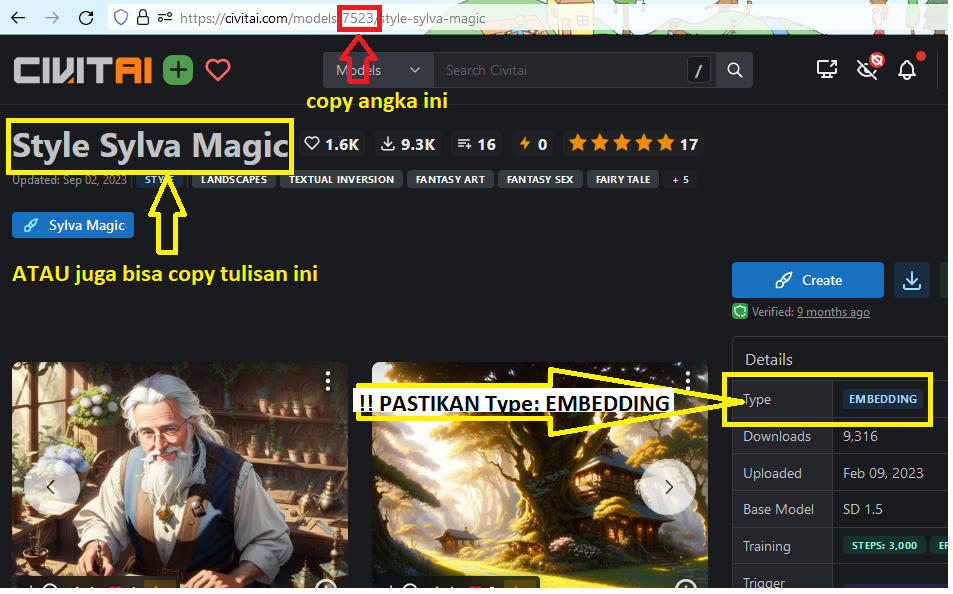 https://civitai.com/models/7523/style-sylva-magic
CIVITAI
Models
Search Civitai
/
copy angka ini
Style Sylva Magic
1.6K
9.3K
16
0
17
Updated: Sep 02, 2023
STYLE
LANDSCAPES
TEXTUAL INVERSION
FANTASY ART
FANTASY SEX
FAIRY TALE
+ 5
Sylva Magic
ATAU juga bisa copy tulisan ini
Create
Verified: 9 months ago
Details
!! PASTIKAN Type: EMBEDDING
Type
EMBEDDING
Downloads
9,316
Uploaded
Feb 09, 2023
Base Model
SD 1.5
Training
STEPS: 3,000
Trigger